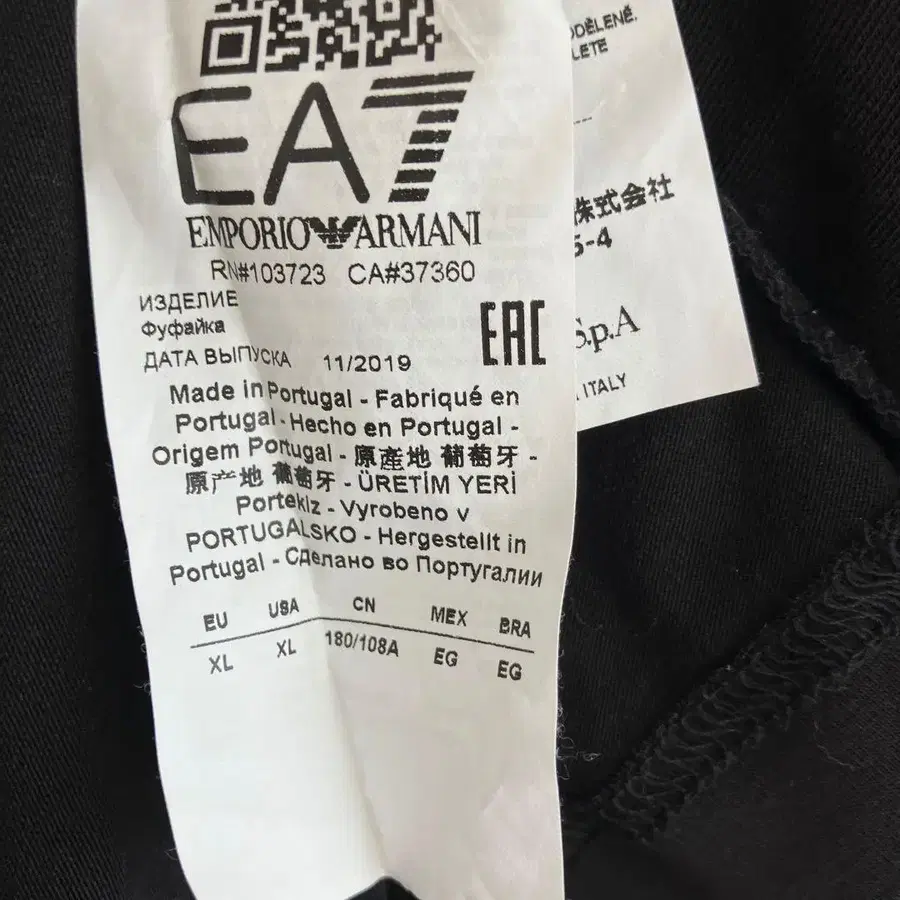 EA7
EMPORIO ARMANI
RN#103723 CA#37360
ИЗДЕЛИЕ
Фуфайка
ДАТА ВЫПУСКА 11/2019
EAC
Made in Portugal - Fabriqué en
Portugal - Hecho en Portugal -
Origem Portugal - 原產地 葡萄牙 -
原产地 葡萄牙 - ÜRETİM YERİ
Portekiz - Vyrobeno v
PORTUGALSKO - Hergestellt in
Portugal - Сделано во Португалии
EU USA CN MEX BRA
XL XL 180/108A EG EG
株式会社
5-4
S.p.A
ITALY